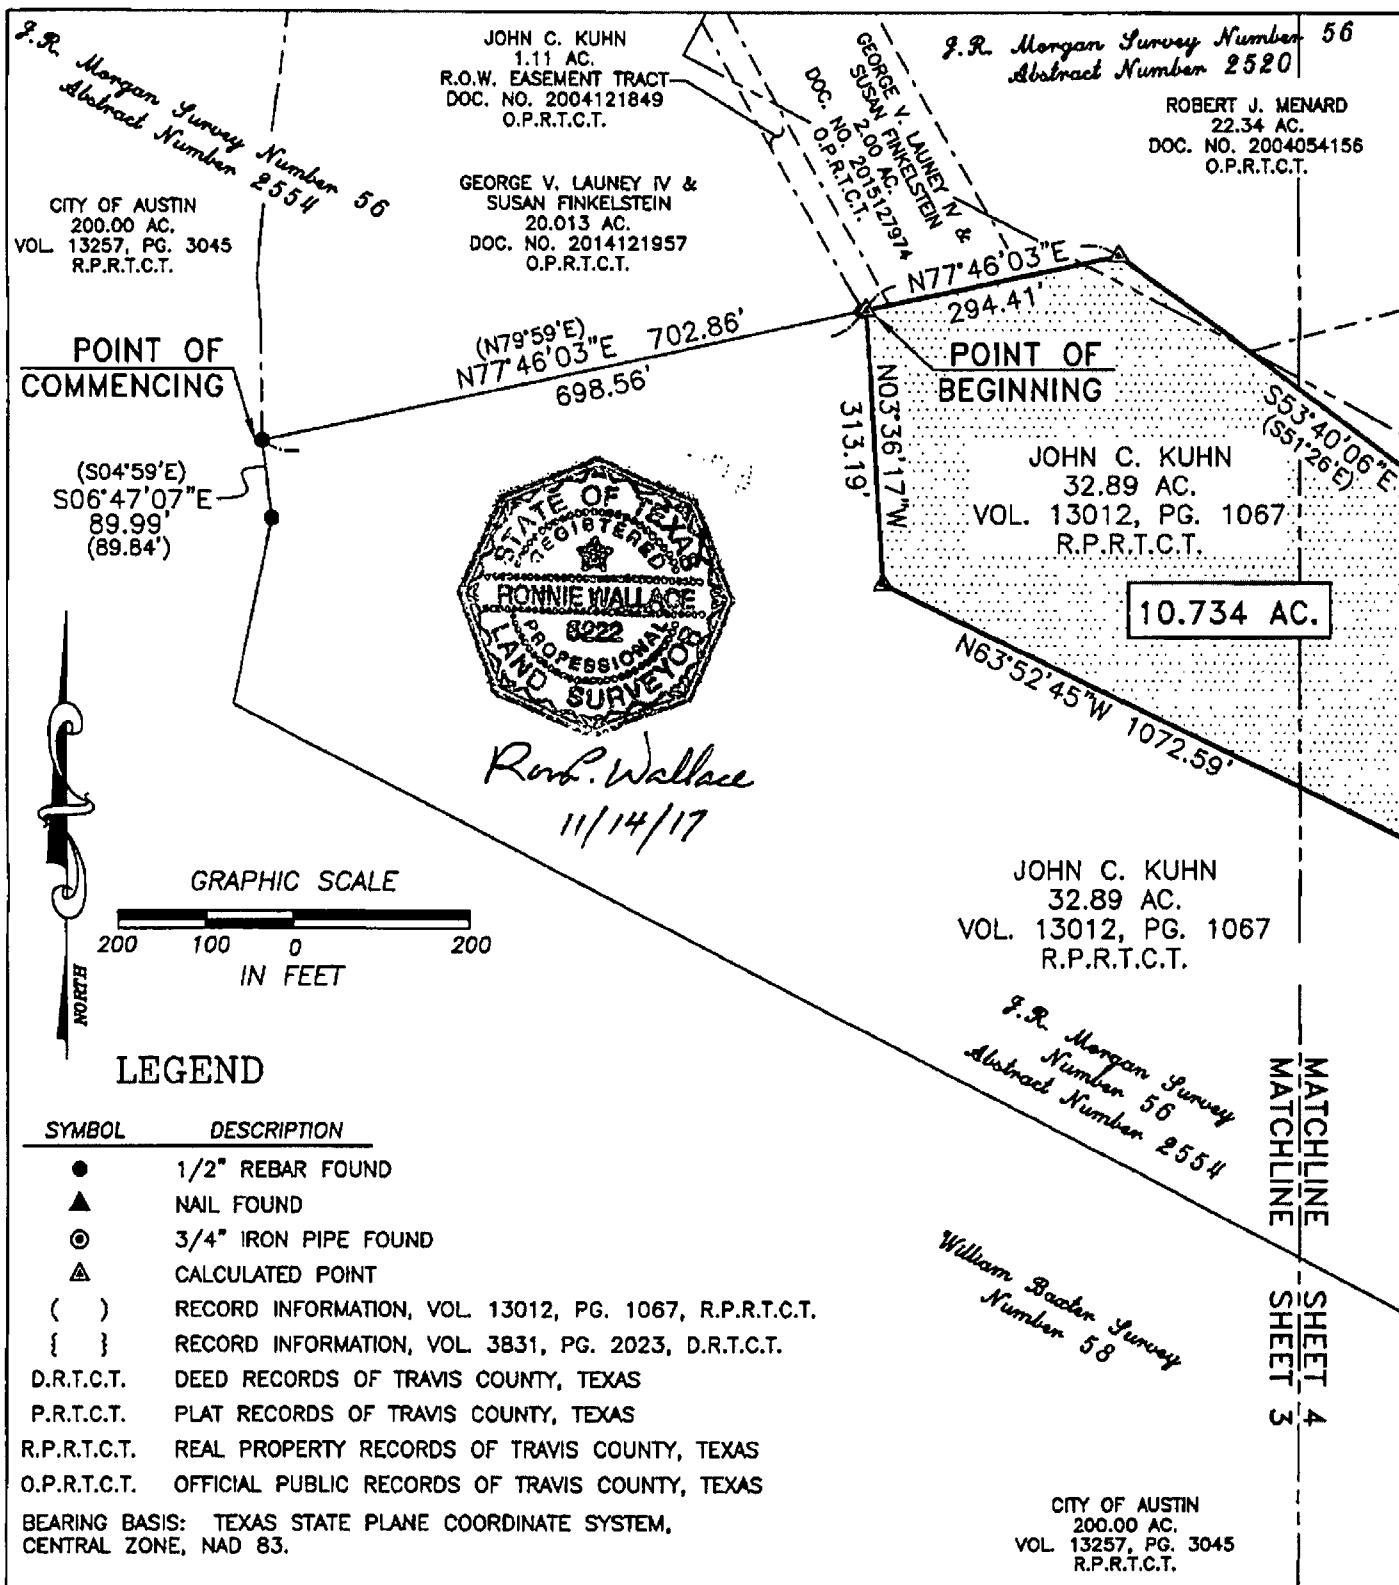 J.R. Morgan Survey Number 56
Abstract Number 2554
CITY OF AUSTIN
200.00 AC.
VOL. 13257, PG. 3045
R.P.R.T.C.T.
JOHN C. KUHN
1.11 AC.
R.O.W. EASEMENT TRACT
DOC. NO. 2004121849
O.P.R.T.C.T.
GEORGE V. LAUNEY IV &
SUSAN FINKELSTEIN
20.013 AC.
DOC. NO. 2014121957
O.P.R.T.C.T.
GEORGE V. LAUNEY IV &
SUSAN FINKELSTEIN
2.00 AC.
DOC. NO. 2015127974
O.P.R.T.C.T.
J.R. Morgan Survey Number 56
Abstract Number 2520
ROBERT J. MENARD
22.34 AC.
DOC. NO. 2004054156
O.P.R.T.C.T.
N77°46'03"E
294.41'
(N79°59'E) 702.86'
N77°46'03"E
698.56'
POINT OF
COMMENCING
POINT OF
BEGINNING
(S04°59'E)
S06°47'07"E
89.99'
(89.84')
N03°36'17"W
313.19'
S53°40'06"E
(S51°26'E)
JOHN C. KUHN
32.89 AC.
VOL. 13012, PG. 1067
R.P.R.T.C.T.
10.734 AC.
N63°52'45"W 1072.59'
STATE OF TEXAS
REGISTERED
RONNIE WALLACE
5222
PROFESSIONAL
LAND SURVEYOR
Ron P. Wallace
11/14/17
GRAPHIC SCALE
200 100 0 200
IN FEET
NORTH
JOHN C. KUHN
32.89 AC.
VOL. 13012, PG. 1067
R.P.R.T.C.T.
J.R. Morgan Survey
Number 56
Abstract Number 2554
William Baxter Survey
Number 58
MATCHLINE SHEET 4
MATCHLINE SHEET 3
LEGEND
SYMBOL DESCRIPTION
1/2" REBAR FOUND
NAIL FOUND
3/4" IRON PIPE FOUND
CALCULATED POINT
( ) RECORD INFORMATION, VOL. 13012, PG. 1067, R.P.R.T.C.T.
{ } RECORD INFORMATION, VOL. 3831, PG. 2023, D.R.T.C.T.
D.R.T.C.T. DEED RECORDS OF TRAVIS COUNTY, TEXAS
P.R.T.C.T. PLAT RECORDS OF TRAVIS COUNTY, TEXAS
R.P.R.T.C.T. REAL PROPERTY RECORDS OF TRAVIS COUNTY, TEXAS
O.P.R.T.C.T. OFFICIAL PUBLIC RECORDS OF TRAVIS COUNTY, TEXAS
BEARING BASIS: TEXAS STATE PLANE COORDINATE SYSTEM,
CENTRAL ZONE, NAD 83.
CITY OF AUSTIN
200.00 AC.
VOL. 13257, PG. 3045
R.P.R.T.C.T.